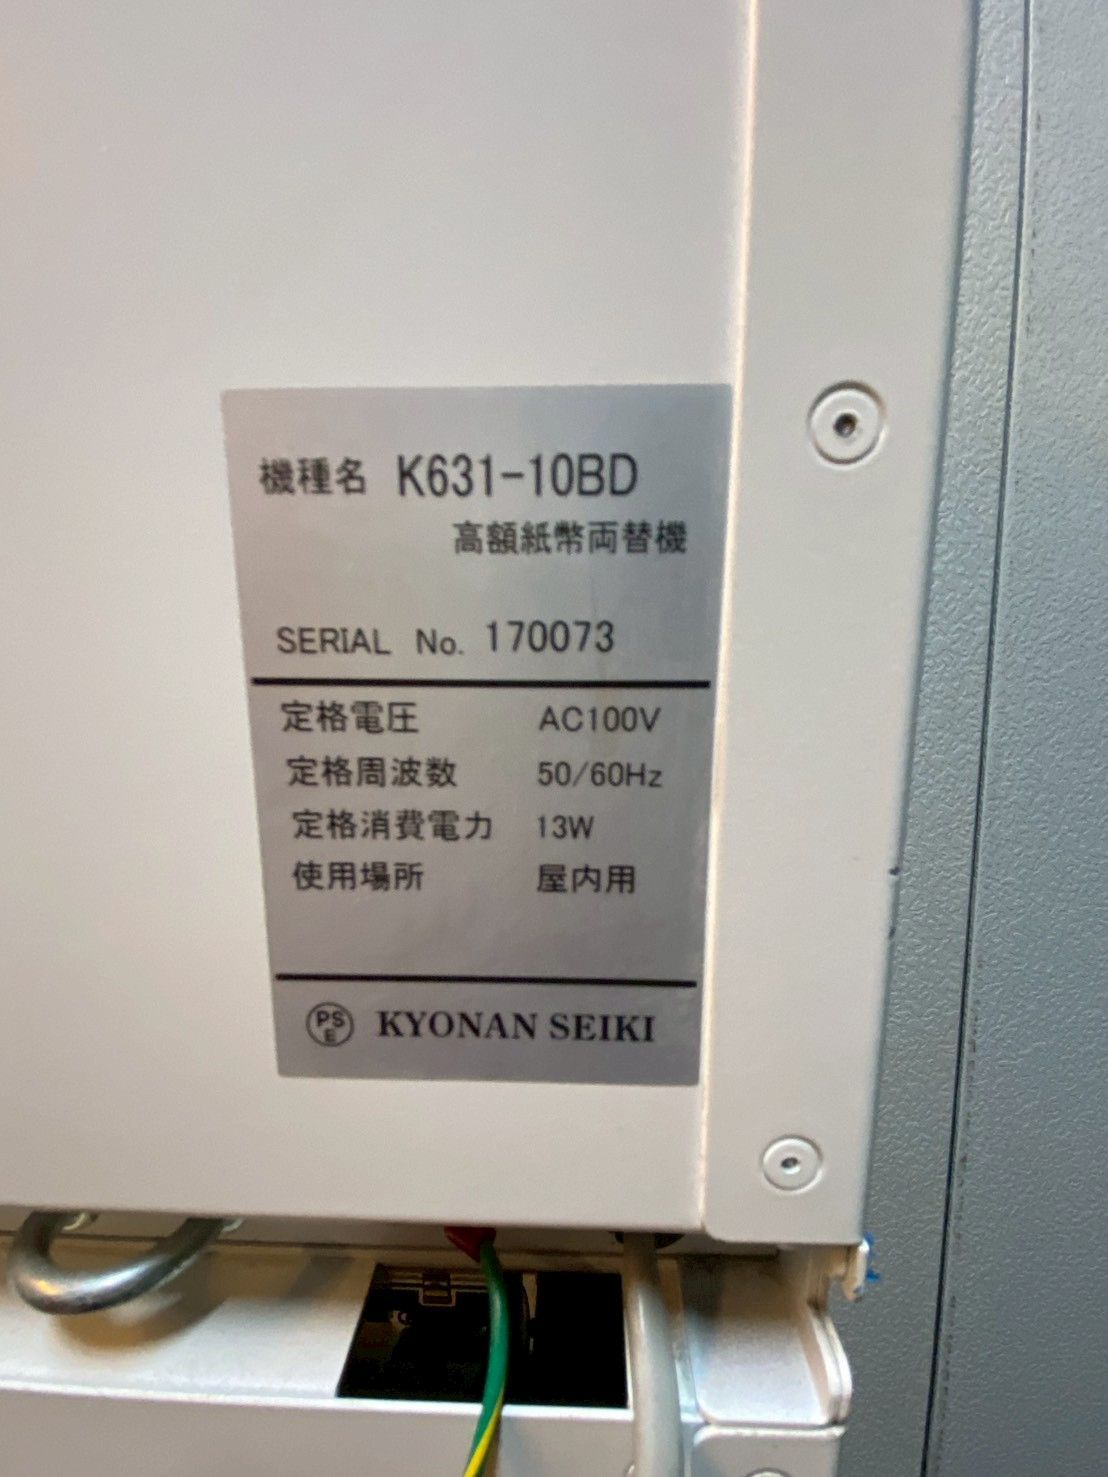 機種名 K631-10BD
高額紙幣両替機
SERIAL No. 170073
定格電圧 AC100V
定格周波数 50/60Hz
定格消費電力 13W
使用場所 屋内用
PSE KYONAN SEIKI